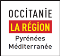 OCCITANIE
LA RÉGION
Pyrénées
Méditerranée